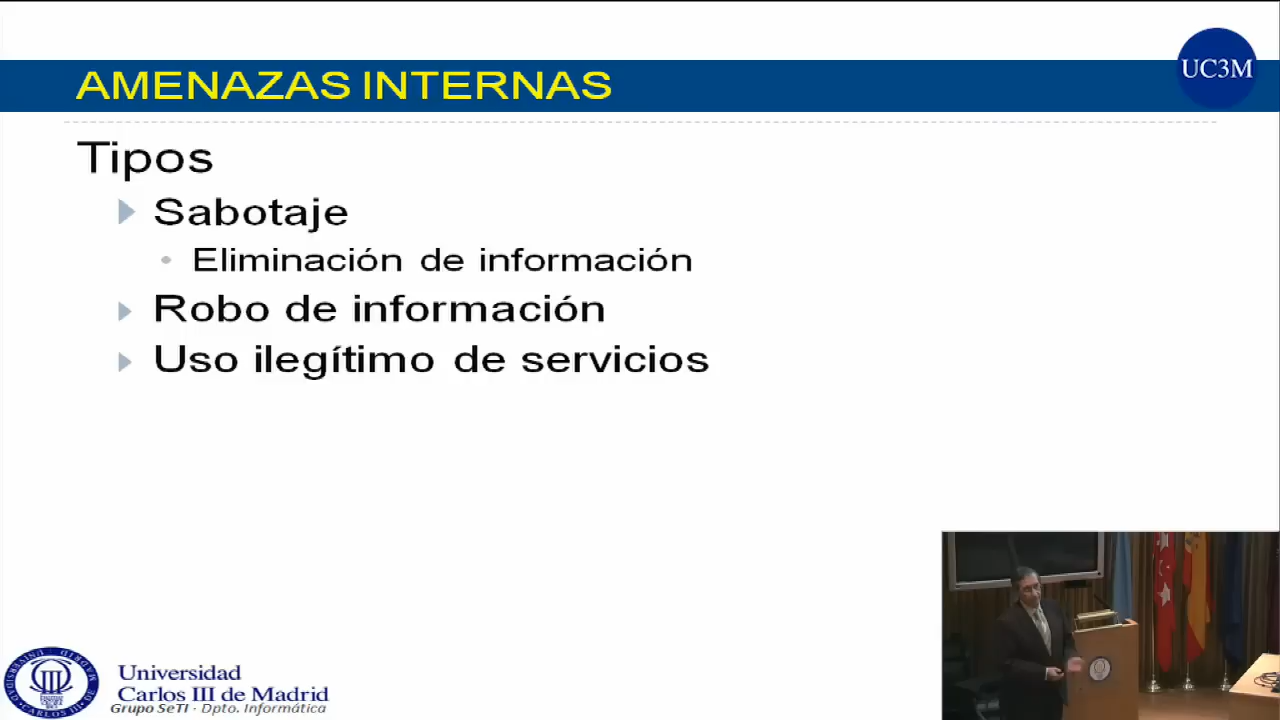 AMENAZAS INTERNAS
UC3M
Tipos
Sabotaje
Eliminación de información
Robo de información
Uso ilegítimo de servicios
Universidad
Carlos III de Madrid
Grupo SeTI · Dpto. Informática